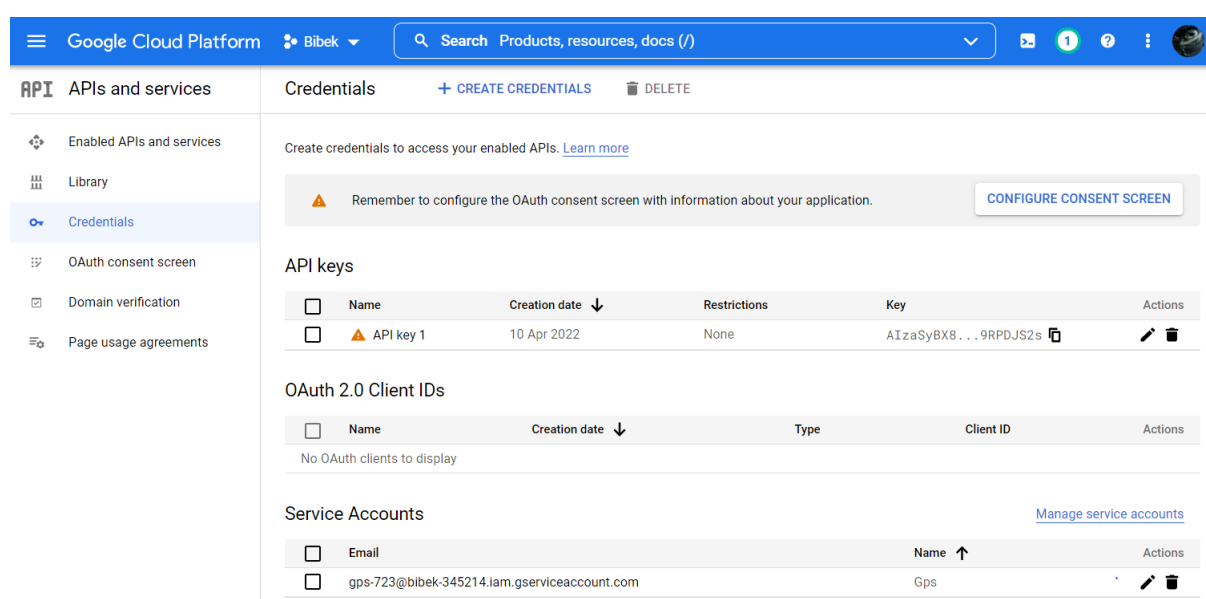 Google Cloud Platform Bibek Search Products, resources, docs (/) 1
API APIs and services Credentials + CREATE CREDENTIALS DELETE
Enabled APIs and services
Library
Credentials
OAuth consent screen
Domain verification
Page usage agreements
Create credentials to access your enabled APIs. Learn more
Remember to configure the OAuth consent screen with information about your application. CONFIGURE CONSENT SCREEN
API keys
Name Creation date Restrictions Key Actions
API key 1 10 Apr 2022 None AIzaSyBX8...9RPDJS2s
OAuth 2.0 Client IDs
Name Creation date Type Client ID Actions
No OAuth clients to display
Service Accounts Manage service accounts
Email Name Actions
gps-723@bibek-345214.iam.gserviceaccount.com Gps